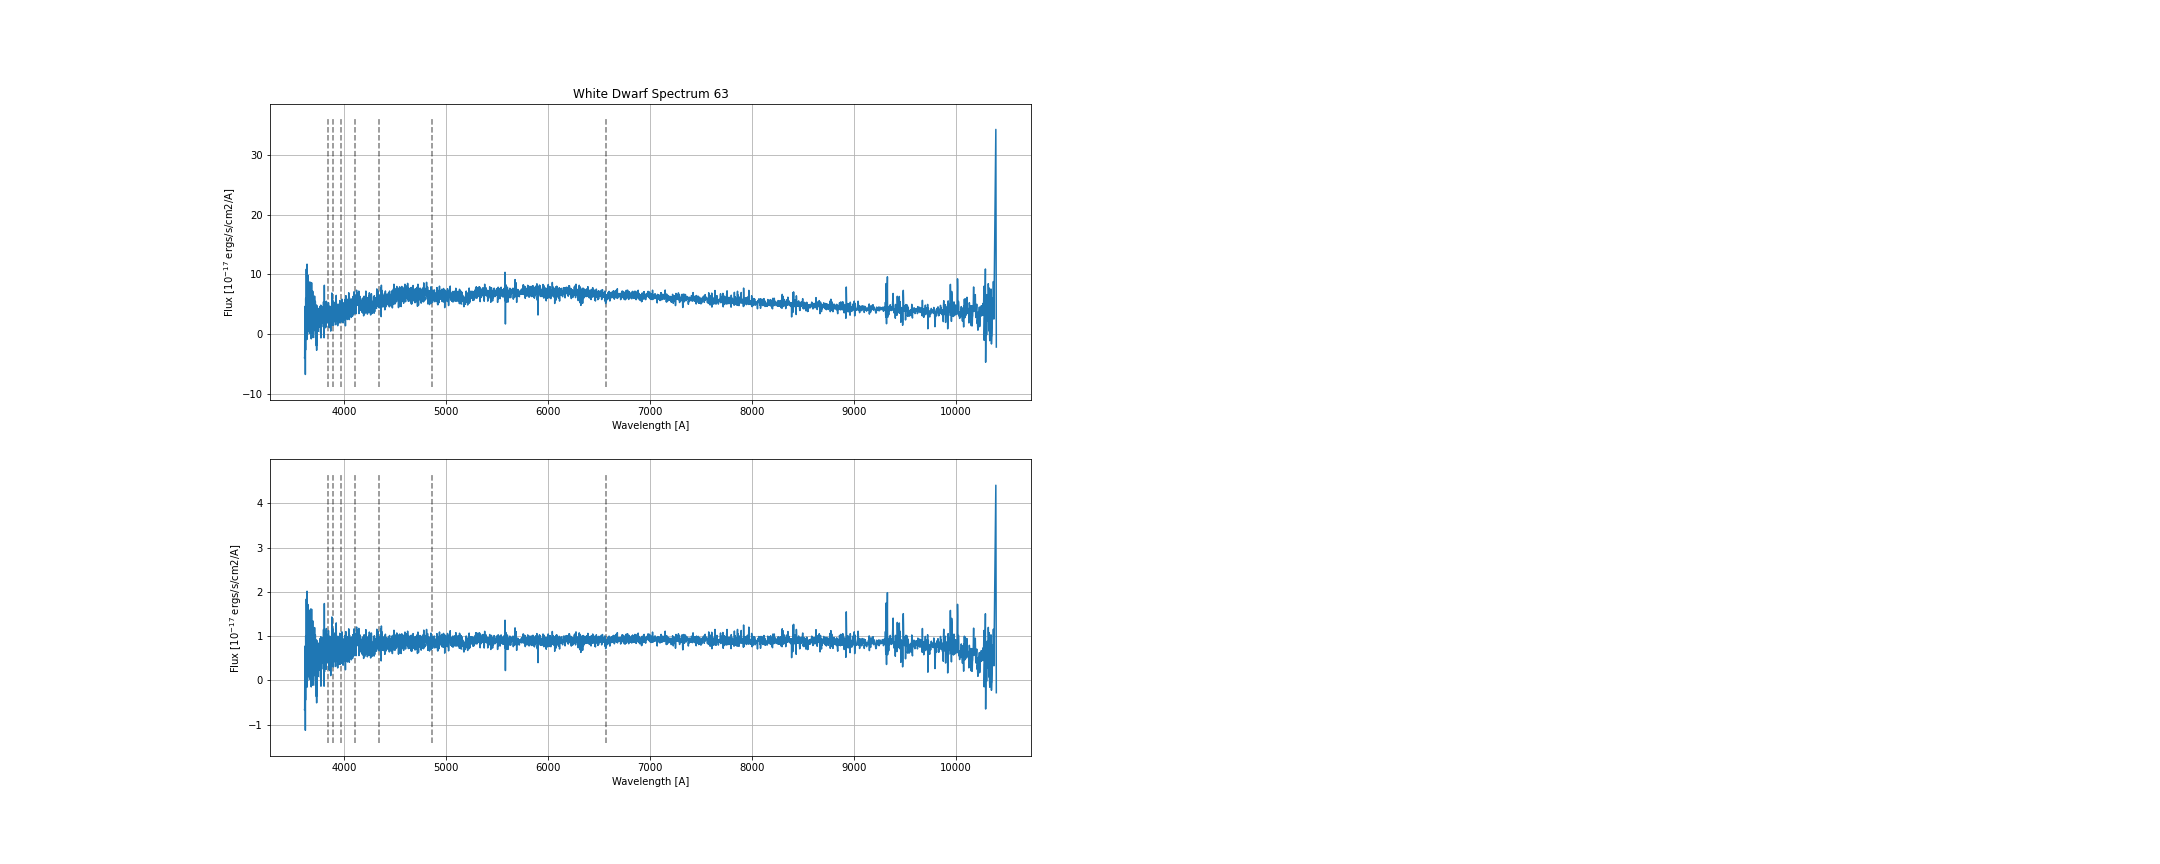 White Dwarf Spectrum 63
30
20
10
0
−10
Flux [10⁻¹⁷ ergs/s/cm2/A]
4000 5000 6000 7000 8000 9000 10000
Wavelength [A]
4
3
2
1
0
−1
Flux [10⁻¹⁷ ergs/s/cm2/A]
4000 5000 6000 7000 8000 9000 10000
Wavelength [A]